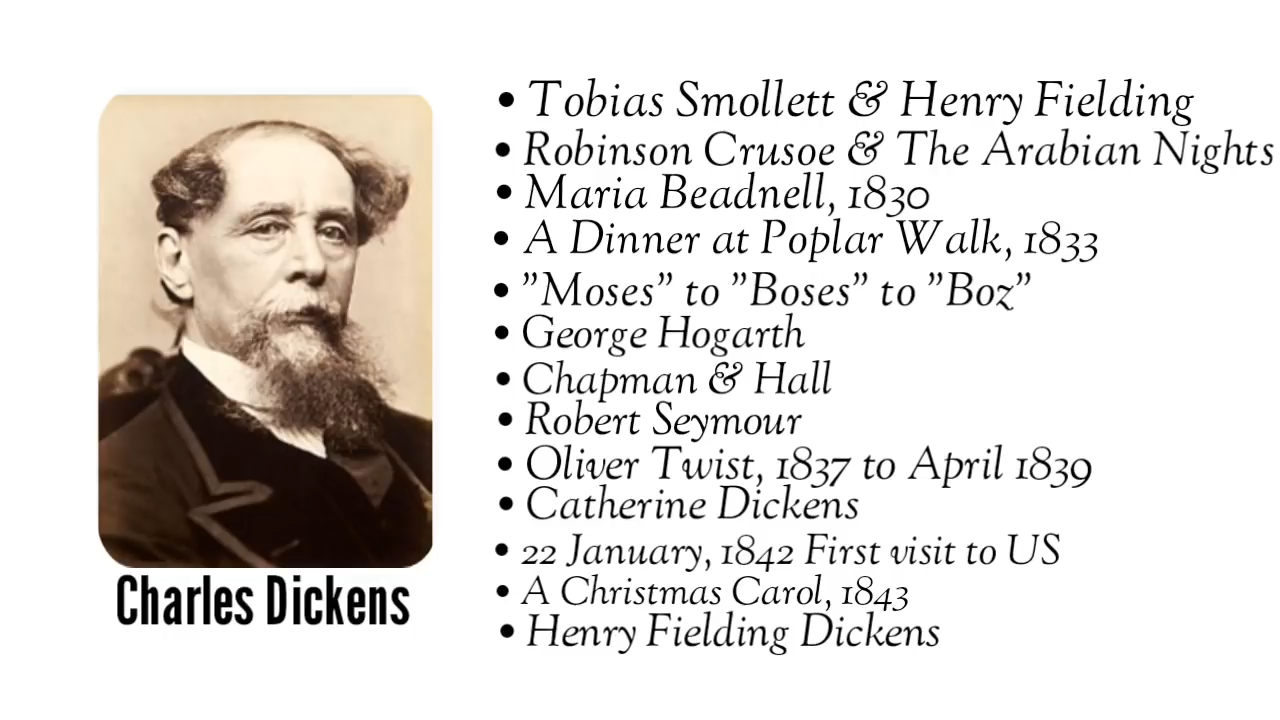 • Tobias Smollett & Henry Fielding
• Robinson Crusoe & The Arabian Nights
• Maria Beadnell, 1830
• A Dinner at Poplar Walk, 1833
• ”Moses” to ”Boses” to ”Boz”
• George Hogarth
• Chapman & Hall
• Robert Seymour
• Oliver Twist, 1837 to April 1839
• Catherine Dickens
• 22 January, 1842 First visit to US
• A Christmas Carol, 1843
• Henry Fielding Dickens
Charles Dickens